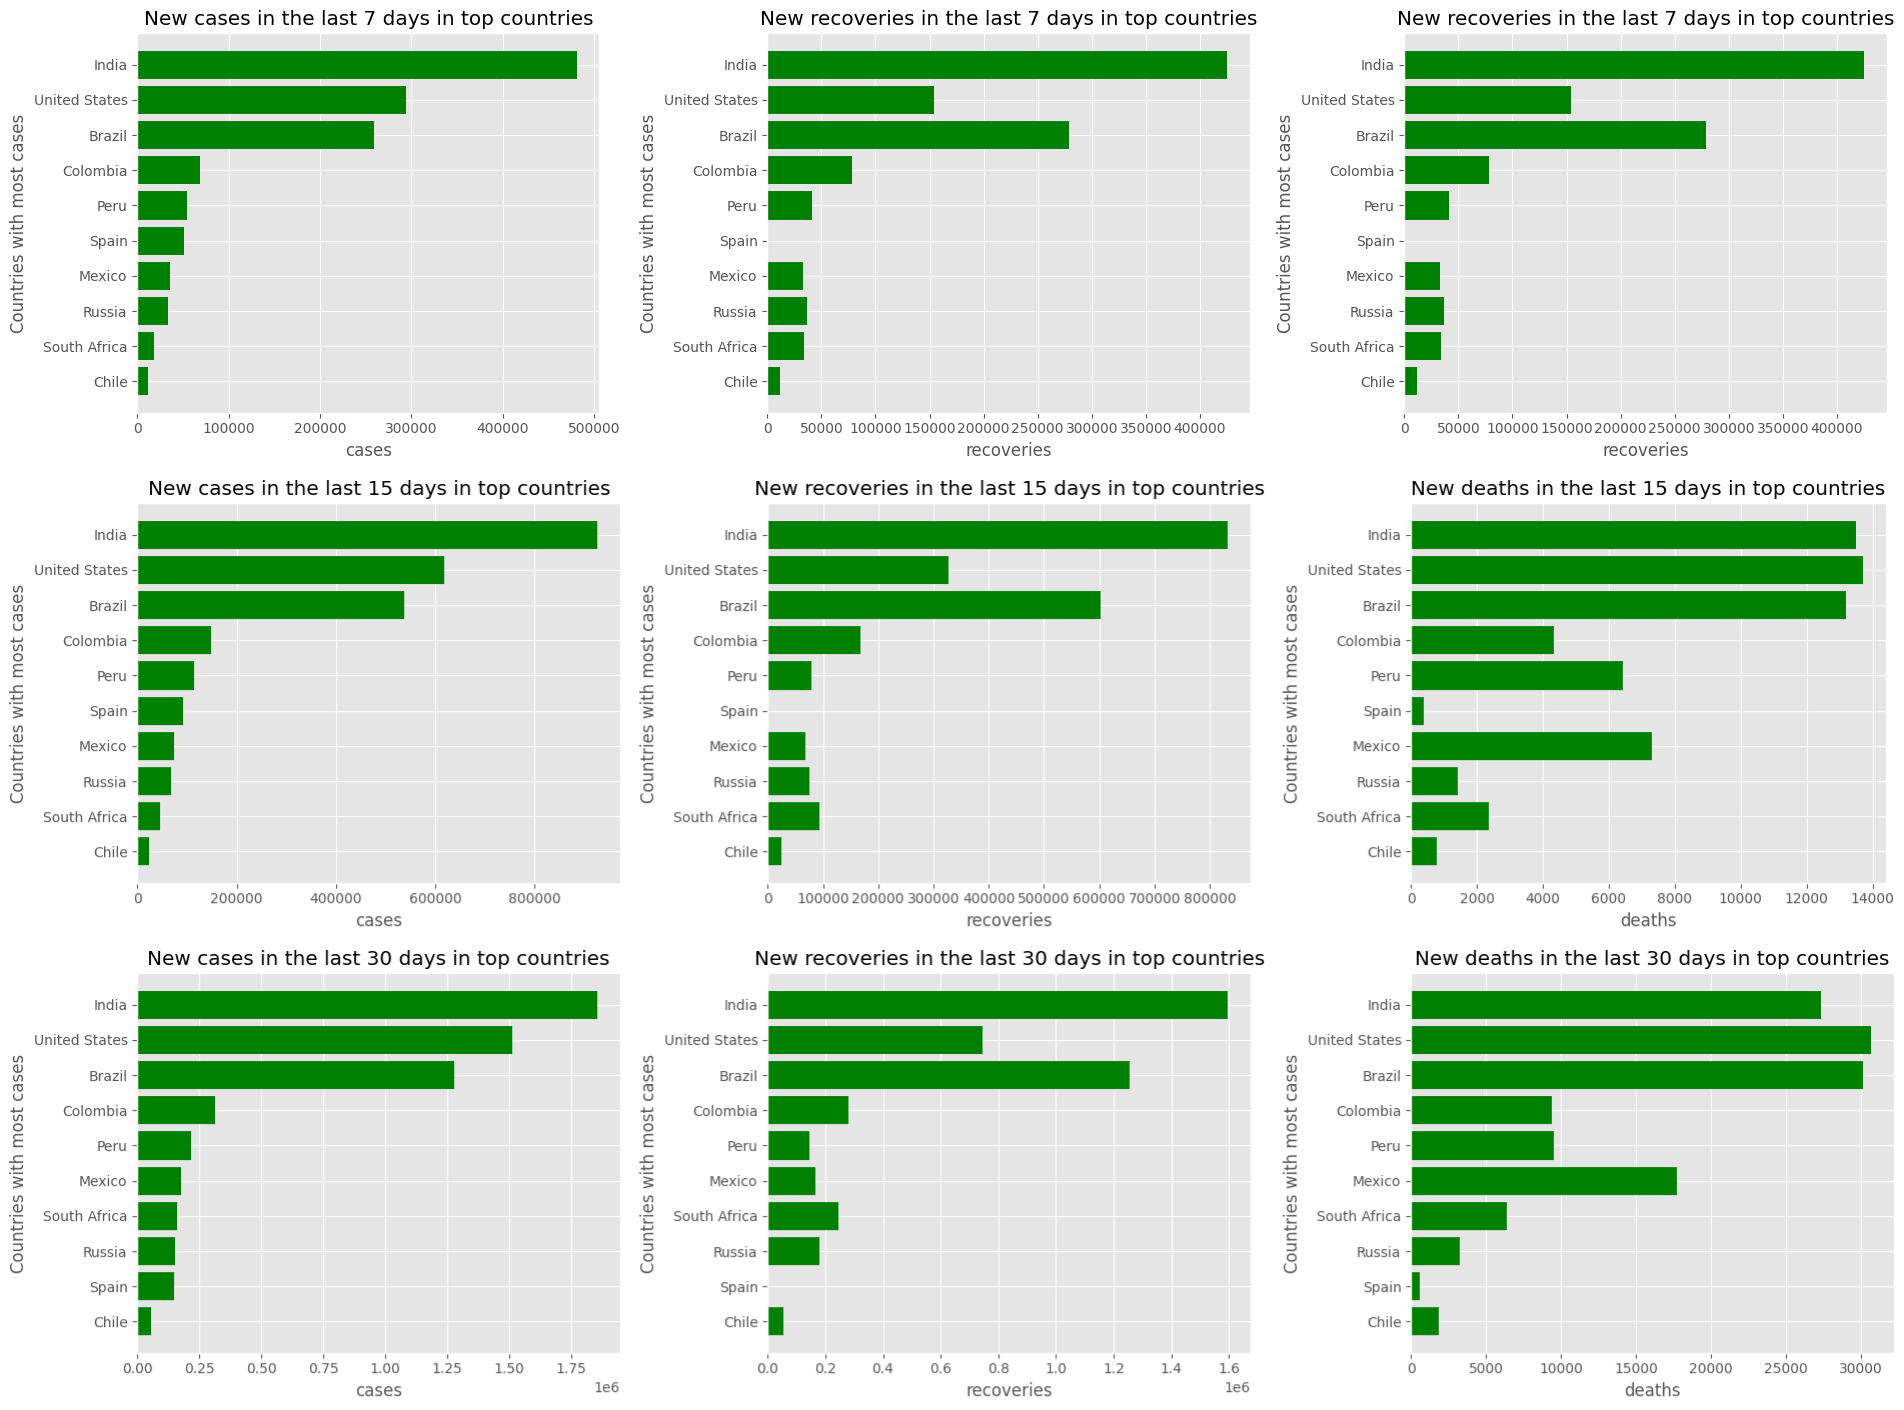 New cases in the last 7 days in top countries
Countries with most cases
India
United States
Brazil
Colombia
Peru
Spain
Mexico
Russia
South Africa
Chile
0 100000 200000 300000 400000 500000
cases
New recoveries in the last 7 days in top countries
Countries with most cases
India
United States
Brazil
Colombia
Peru
Spain
Mexico
Russia
South Africa
Chile
0 50000 100000 150000 200000 250000 300000 350000 400000
recoveries
New recoveries in the last 7 days in top countries
Countries with most cases
India
United States
Brazil
Colombia
Peru
Spain
Mexico
Russia
South Africa
Chile
0 50000 100000 150000 200000 250000 300000 350000 400000
recoveries
New cases in the last 15 days in top countries
Countries with most cases
India
United States
Brazil
Colombia
Peru
Spain
Mexico
Russia
South Africa
Chile
0 200000 400000 600000 800000
cases
New recoveries in the last 15 days in top countries
Countries with most cases
India
United States
Brazil
Colombia
Peru
Spain
Mexico
Russia
South Africa
Chile
0 100000 200000 300000 400000 500000 600000 700000 800000
recoveries
New deaths in the last 15 days in top countries
Countries with most cases
India
United States
Brazil
Colombia
Peru
Spain
Mexico
Russia
South Africa
Chile
0 2000 4000 6000 8000 10000 12000 14000
deaths
New cases in the last 30 days in top countries
Countries with most cases
India
United States
Brazil
Colombia
Peru
Mexico
South Africa
Russia
Spain
Chile
0.00 0.25 0.50 0.75 1.00 1.25 1.50 1.75
1e6
cases
New recoveries in the last 30 days in top countries
Countries with most cases
India
United States
Brazil
Colombia
Peru
Mexico
South Africa
Russia
Spain
Chile
0.0 0.2 0.4 0.6 0.8 1.0 1.2 1.4 1.6
1e6
recoveries
New deaths in the last 30 days in top countries
Countries with most cases
India
United States
Brazil
Colombia
Peru
Mexico
South Africa
Russia
Spain
Chile
0 5000 10000 15000 20000 25000 30000
deaths